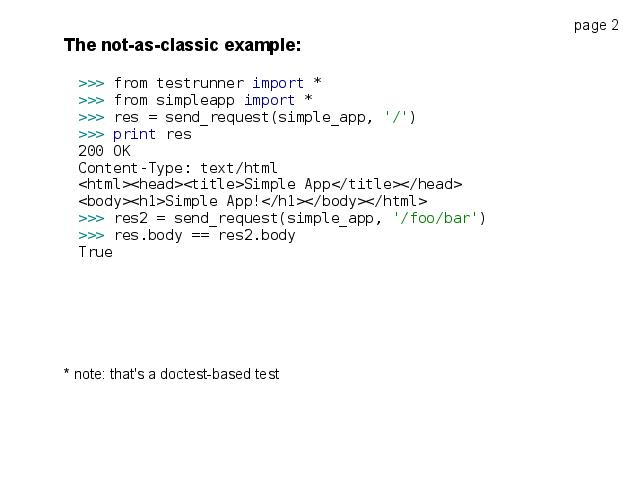 page 2
The not-as-classic example:
>>> from testrunner import *
>>> from simpleapp import *
>>> res = send_request(simple_app, '/')
>>> print res
200 OK
Content-Type: text/html
<html><head><title>Simple App</title></head>
<body><h1>Simple App!</h1></body></html>
>>> res2 = send_request(simple_app, '/foo/bar')
>>> res.body == res2.body
True
* note: that's a doctest-based test